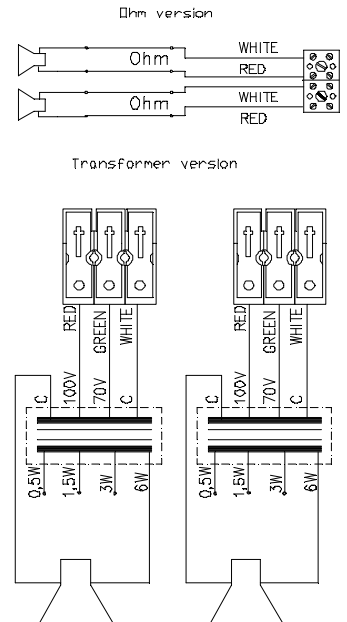 Ohm version
WHITE
Ohm
RED
WHITE
Ohm
RED
Transformer version
RED
GREEN
WHITE
RED
GREEN
WHITE
C
100V
70V
C
C
100V
70V
C
0,5W
1,5W
3W
6W
0,5W
1,5W
3W
6W